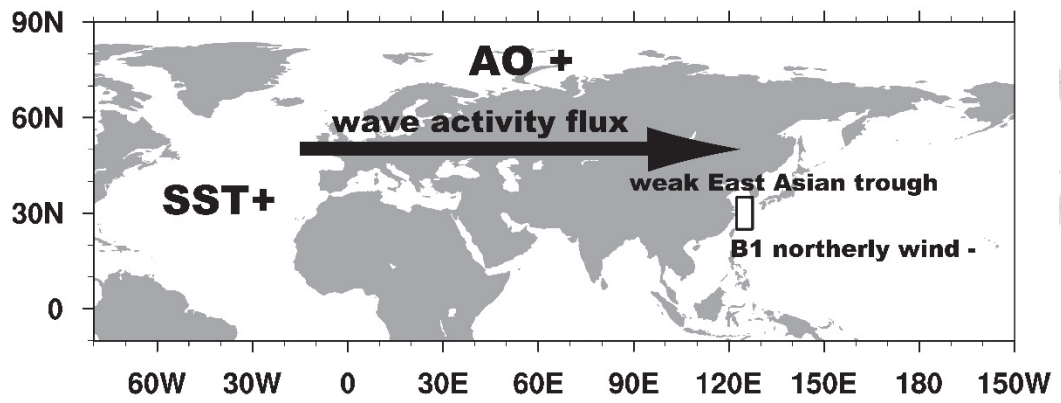 90N
AO +
60N
wave activity flux
weak East Asian trough
SST+
30N
B1 northerly wind -
0
60W 30W 0 30E 60E 90E 120E 150E 180 150W